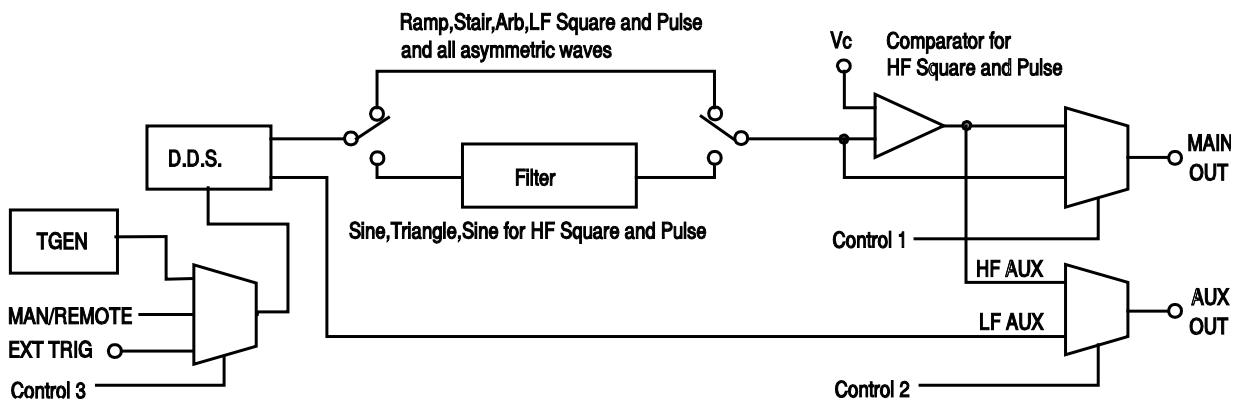 Ramp,Stair,Arb,LF Square and Pulse
and all asymmetric waves
Vc
Comparator for
HF Square and Pulse
D.D.S.
Filter
MAIN
OUT
Sine,Triangle,Sine for HF Square and Pulse
TGEN
Control 1
HF AUX
MAN/REMOTE
LF AUX
AUX
OUT
EXT TRIG
Control 3
Control 2